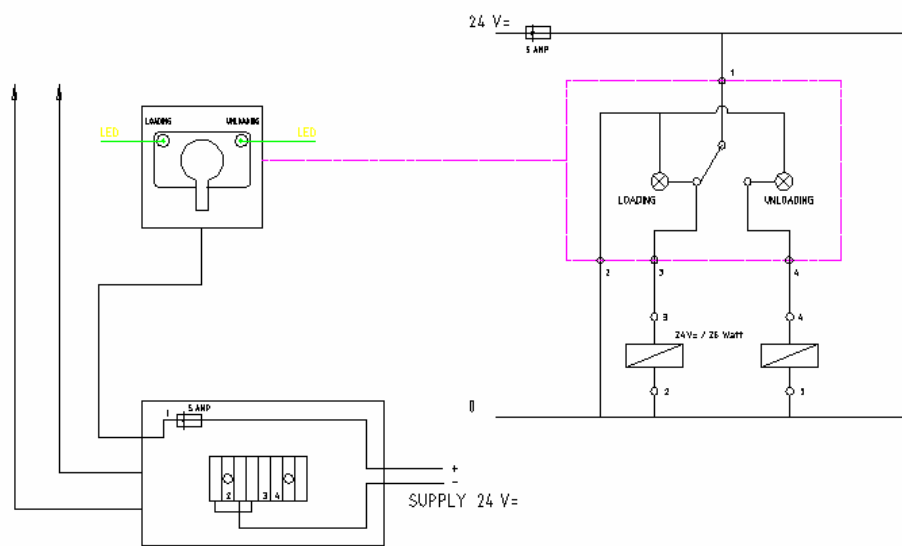 24 V=
5 AMP
1
LED
LOADING
UNLOADING
LED
LOADING
UNLOADING
2
3
4
3
24V= / 26 Watt
4
2
3
0
1
5 AMP
2
3
4
+
-
SUPPLY 24 V=